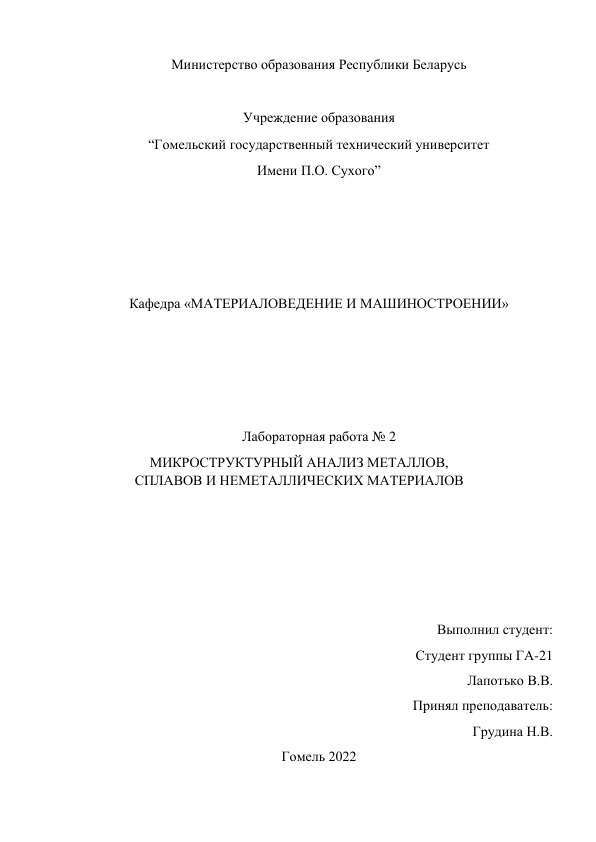 Министерство образования Республики Беларусь
Учреждение образования
“Гомельский государственный технический университет
Имени П.О. Сухого”
Кафедра «МАТЕРИАЛОВЕДЕНИЕ И МАШИНОСТРОЕНИИ»
Лабораторная работа № 2
МИКРОСТРУКТУРНЫЙ АНАЛИЗ МЕТАЛЛОВ,
СПЛАВОВ И НЕМЕТАЛЛИЧЕСКИХ МАТЕРИАЛОВ
Выполнил студент:
Студент группы ГА-21
Лапотько В.В.
Принял преподаватель:
Грудина Н.В.
Гомель 2022